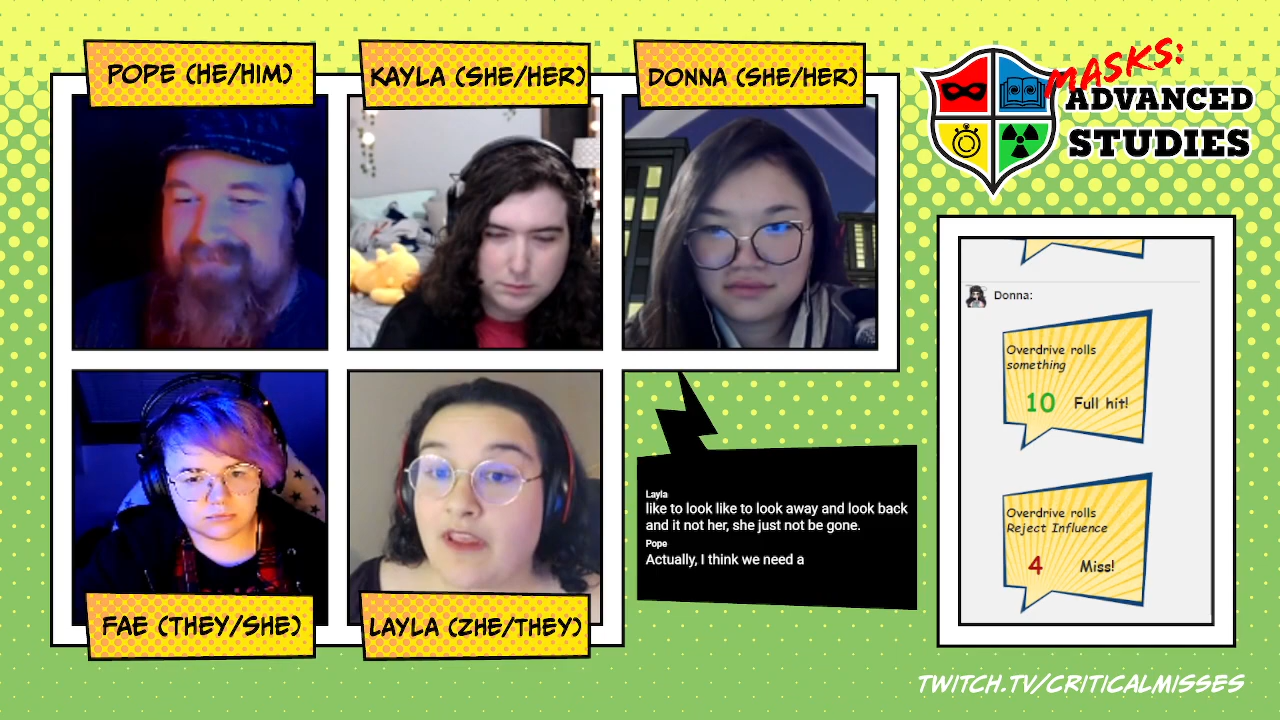 POPE (HE/HIM)
KAYLA (SHE/HER)
DONNA (SHE/HER)
MASKS:
ADVANCED
STUDIES
Donna:
Overdrive rolls
something
10 Full hit!
Overdrive rolls
Reject Influence
4 Miss!
Layla
like to look like to look away and look back
and it not her, she just not be gone.
Pope
Actually, I think we need a
FAE (THEY/SHE)
LAYLA (ZHE/THEY)
TWITCH.TV/CRITICALMISSES